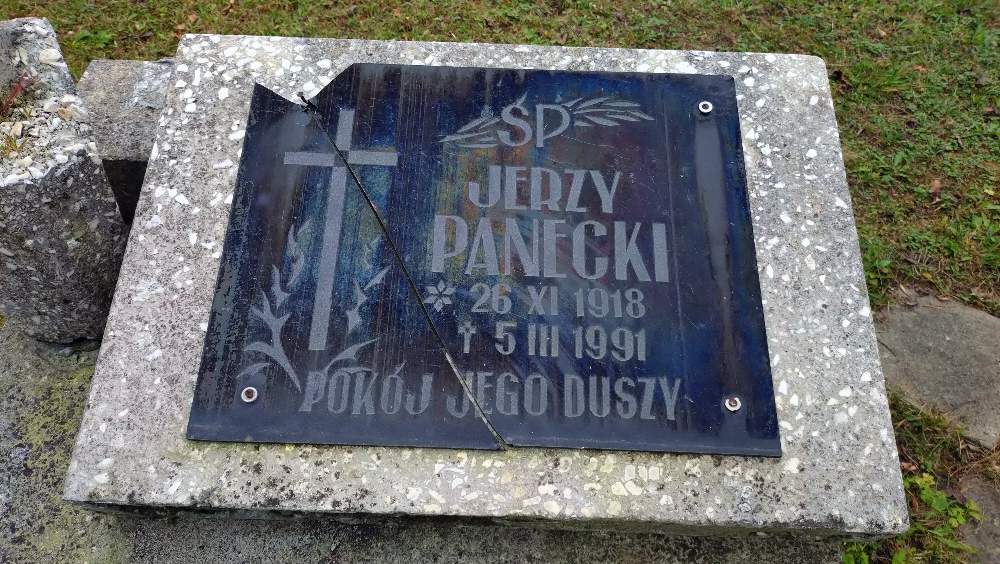 ŚP
JERZY
PANECKI
* 26 XI 1918
† 5 III 1991
POKÓJ JEGO DUSZY